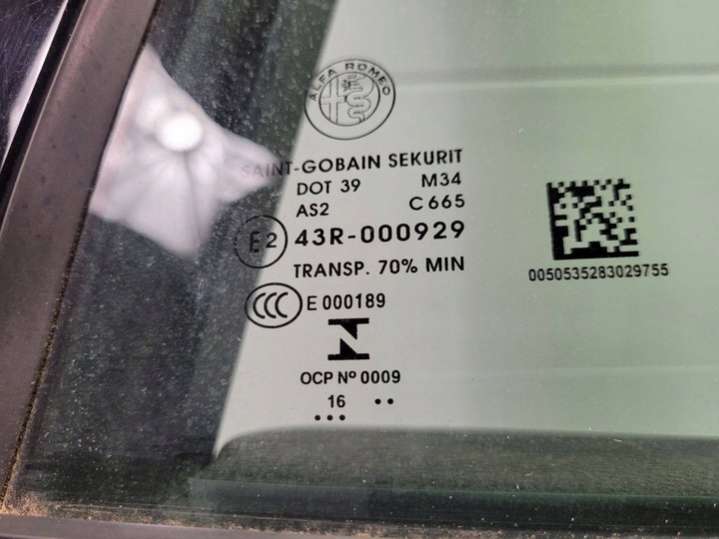 ALFA ROMEO
SAINT-GOBAIN SEKURIT
DOT 39 M34
AS2 C 665
E2 43R-000929
TRANSP. 70% MIN
0050535283029755
CCC E 000189
N
OCP Nº 0009
16 ••
•••